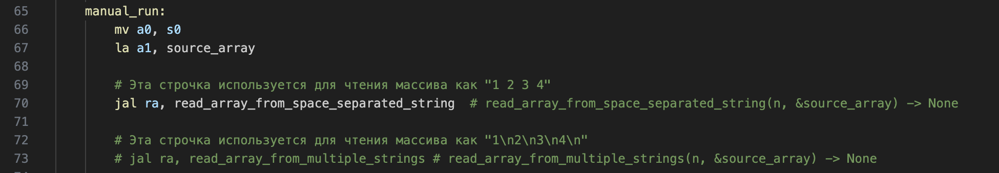 65 manual_run:
66 mv a0, s0
67 la a1, source_array
68
69 # Эта строчка используется для чтения массива как "1 2 3 4"
70 jal ra, read_array_from_space_separated_string # read_array_from_space_separated_string(n, &source_array) -> None
71
72 # Эта строчка используется для чтения массива как "1\n2\n3\n4\n"
73 # jal ra, read_array_from_multiple_strings # read_array_from_multiple_strings(n, &source_array) -> None